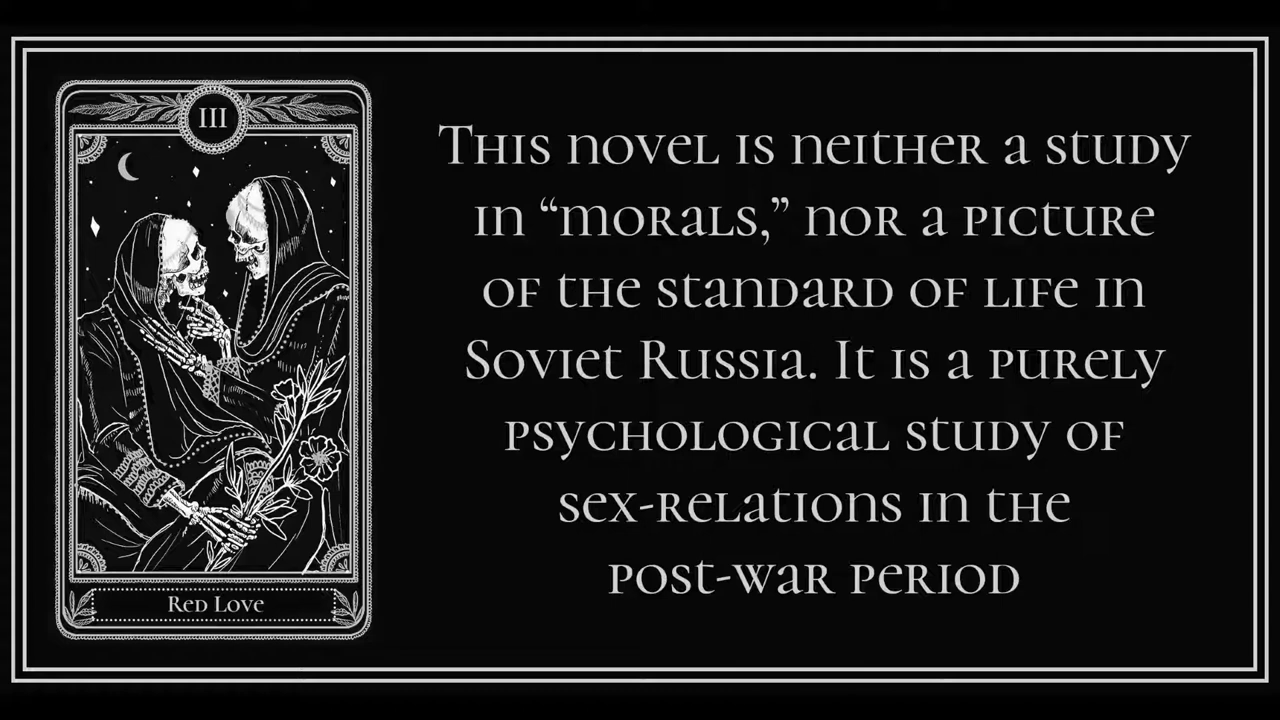 III
Red Love
This novel is neither a study
in “morals,” nor a picture
of the standard of life in
Soviet Russia. It is a purely
psychological study of
sex-relations in the
post-war period